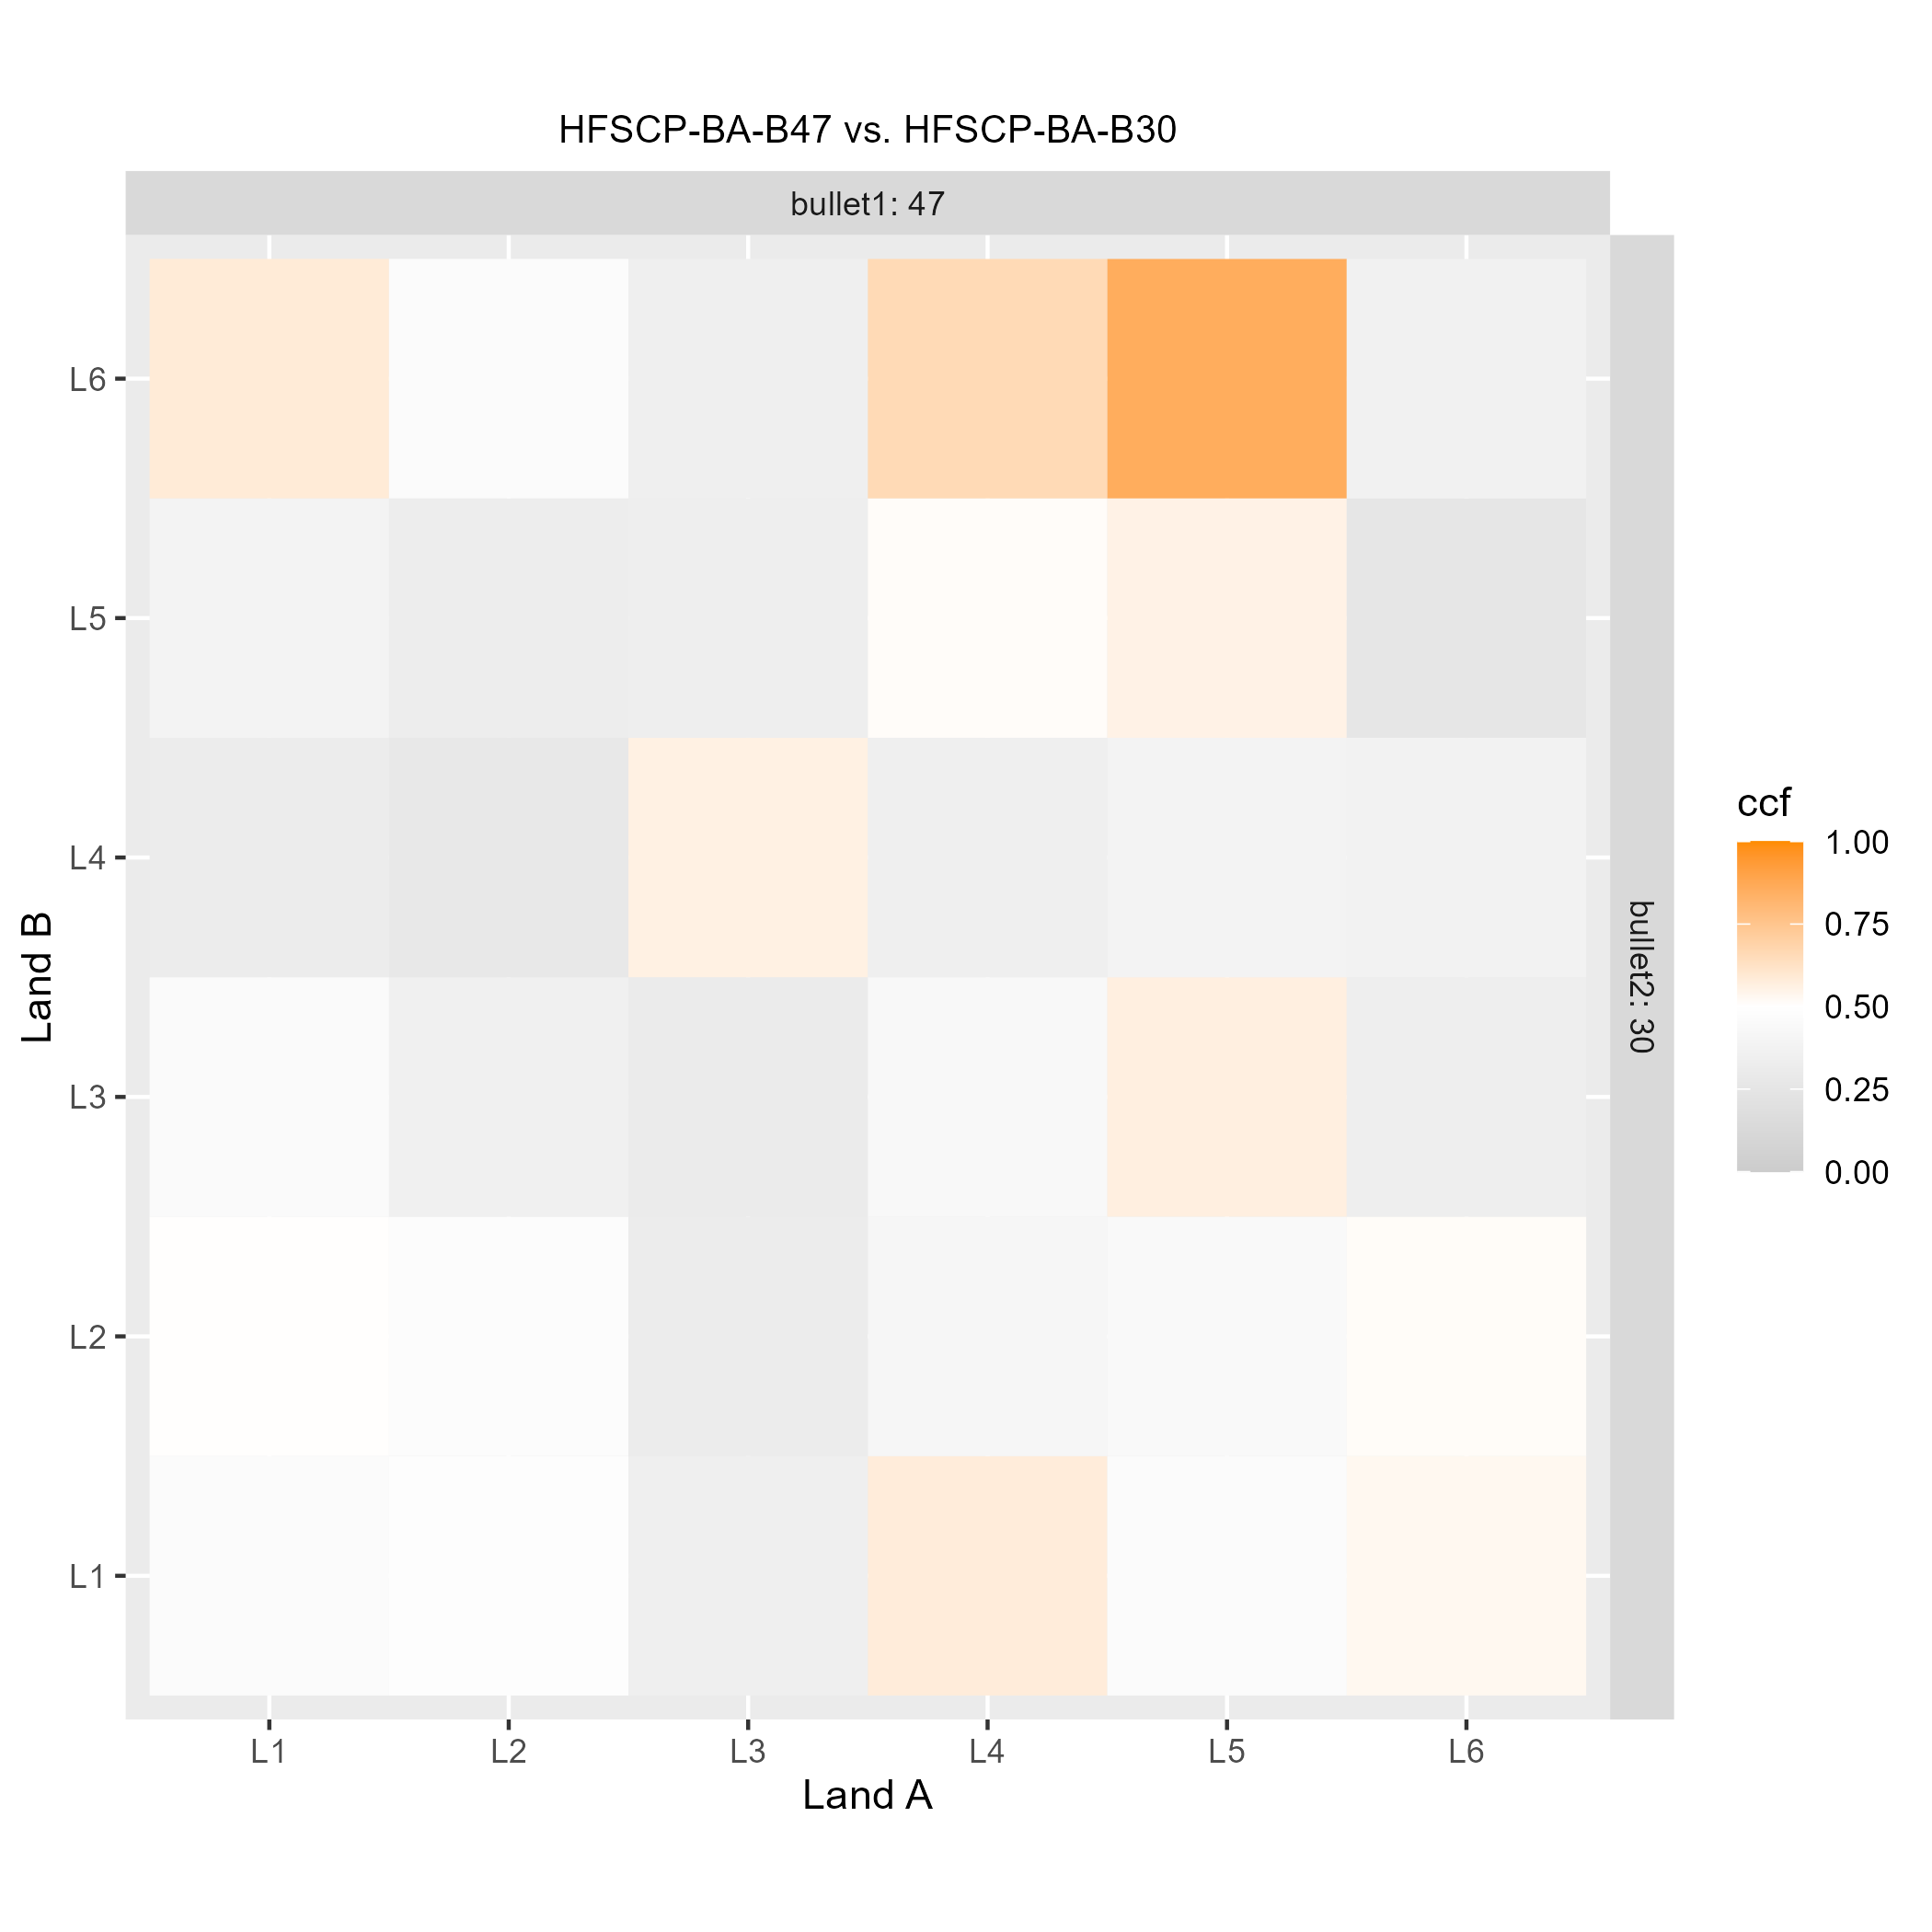 HFSCP-BA-B47 vs. HFSCP-BA-B30
bullet1: 47
L6
L5
L4
L3
L2
L1
Land B
bullet2: 30
L1
L2
L3
L4
L5
L6
Land A
ccf
1.00
0.75
0.50
0.25
0.00